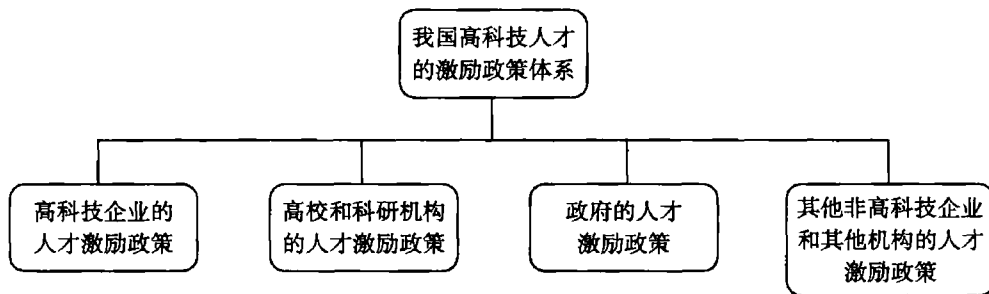 我国高科技人才
的激励政策体系
高科技企业的
人才激励政策
高校和科研机构
的人才激励政策
政府的人才
激励政策
其他非高科技企业
和其他机构的人才
激励政策